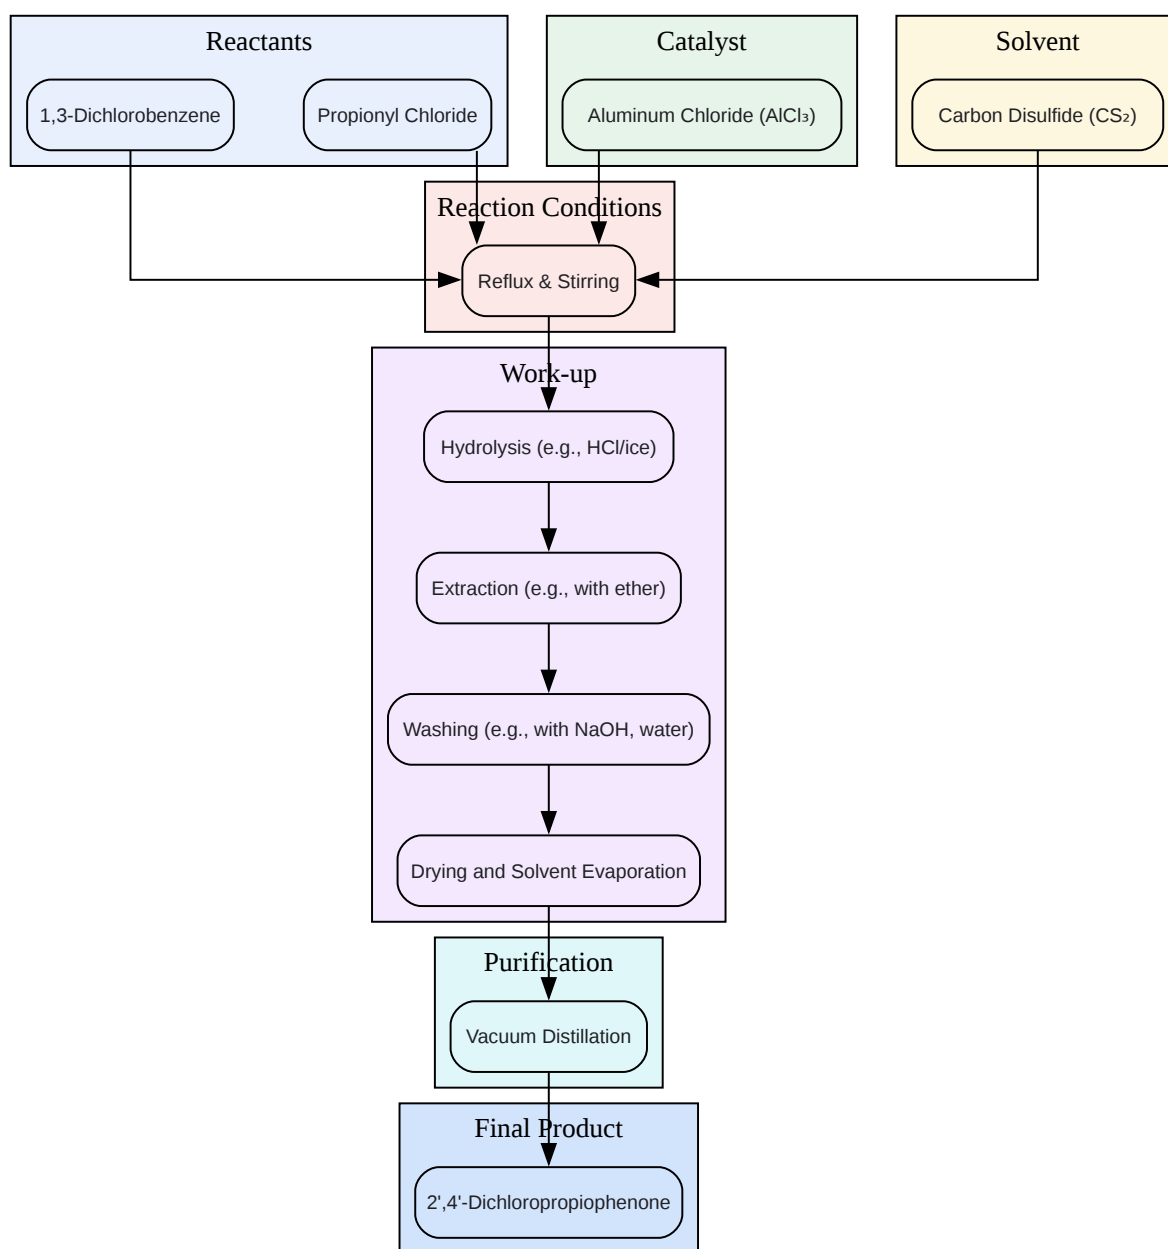 Reactants
Catalyst
Solvent
1,3-Dichlorobenzene
Propionyl Chloride
Aluminum Chloride (AlCl₃)
Carbon Disulfide (CS₂)
Reaction Conditions
Reflux & Stirring
Work-up
Hydrolysis (e.g., HCl/ice)
Extraction (e.g., with ether)
Washing (e.g., with NaOH, water)
Drying and Solvent Evaporation
Purification
Vacuum Distillation
Final Product
2',4'-Dichloropropiophenone